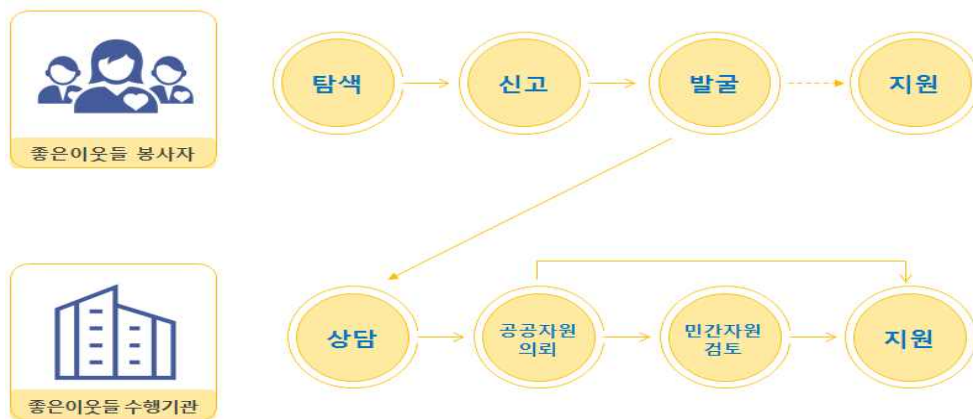 탐색
신고
발굴
지원
좋은이웃들 봉사자
상담
공공자원
의뢰
민간자원
검토
지원
좋은이웃들 수행기관